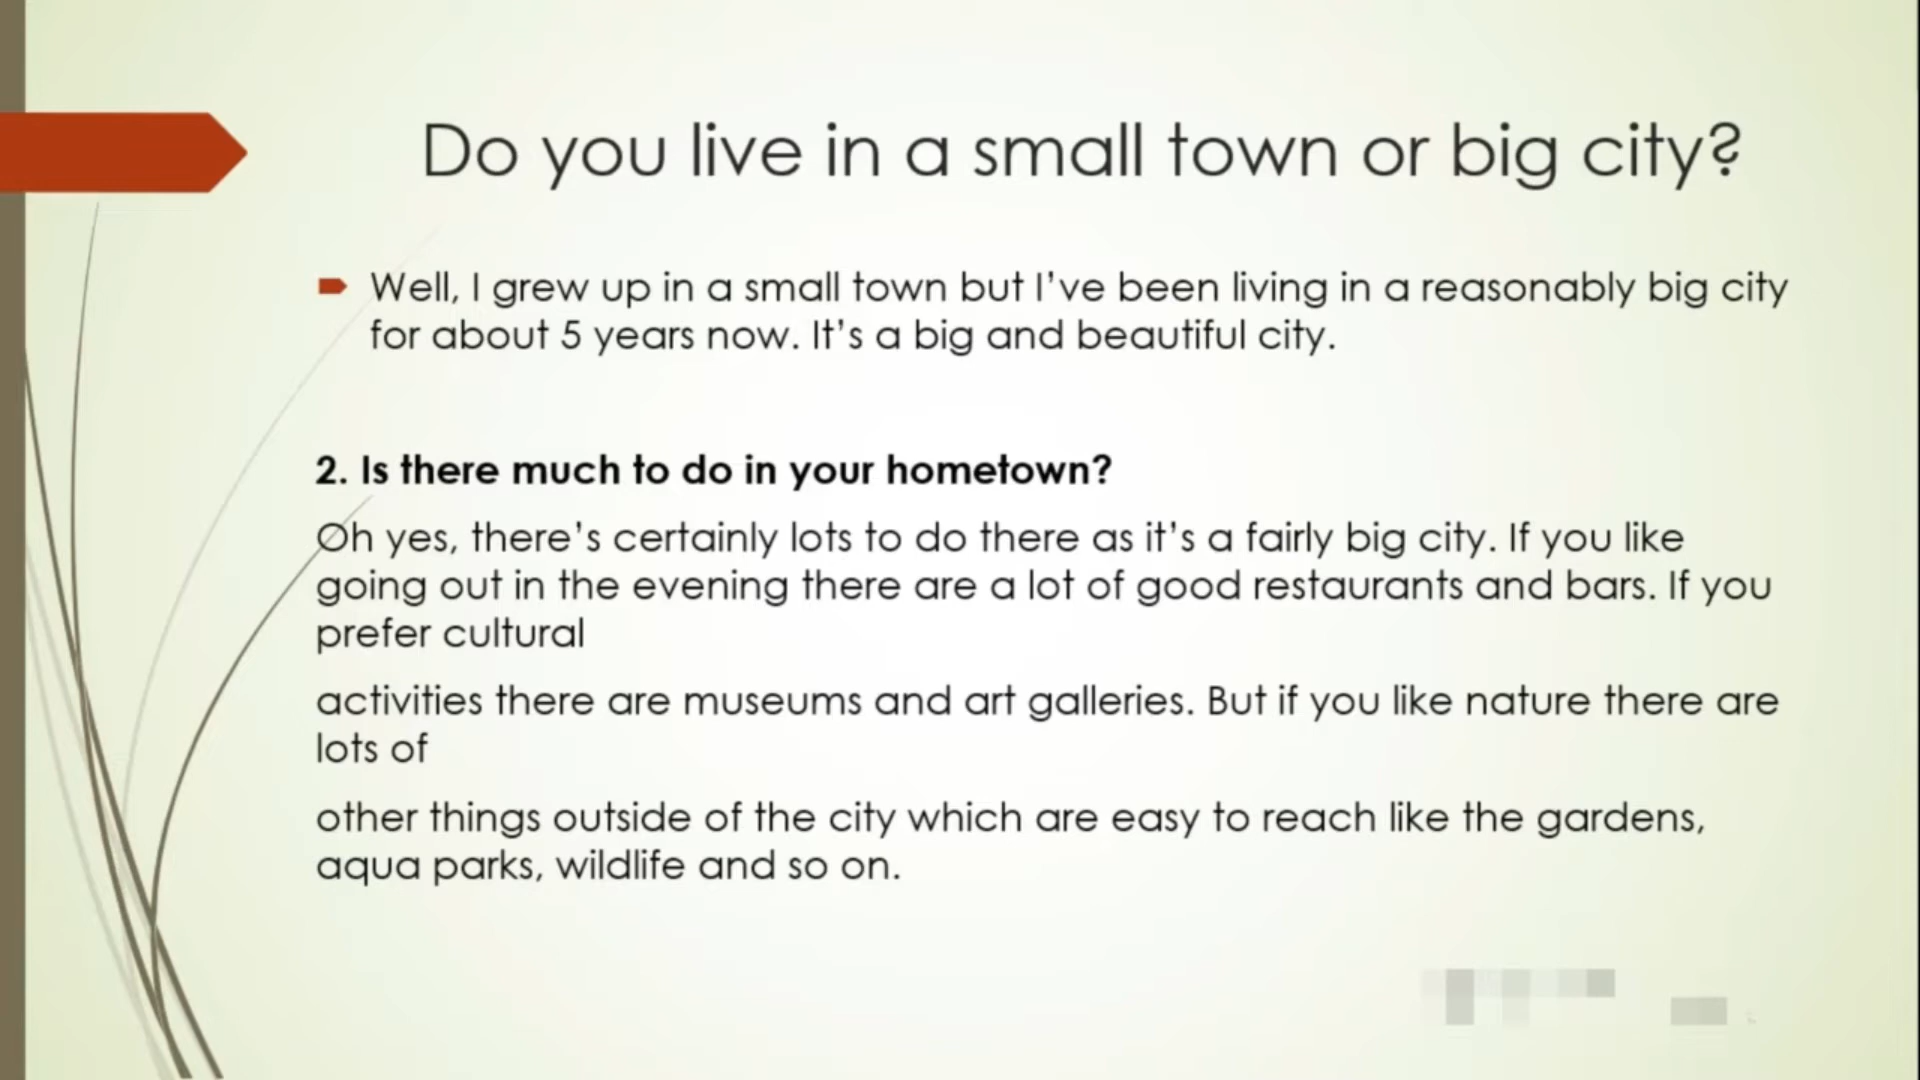 Do you live in a small town or big city?
Well, I grew up in a small town but I’ve been living in a reasonably big city
for about 5 years now. It’s a big and beautiful city.
2. Is there much to do in your hometown?
Oh yes, there’s certainly lots to do there as it’s a fairly big city. If you like
going out in the evening there are a lot of good restaurants and bars. If you
prefer cultural
activities there are museums and art galleries. But if you like nature there are
lots of
other things outside of the city which are easy to reach like the gardens,
aqua parks, wildlife and so on.